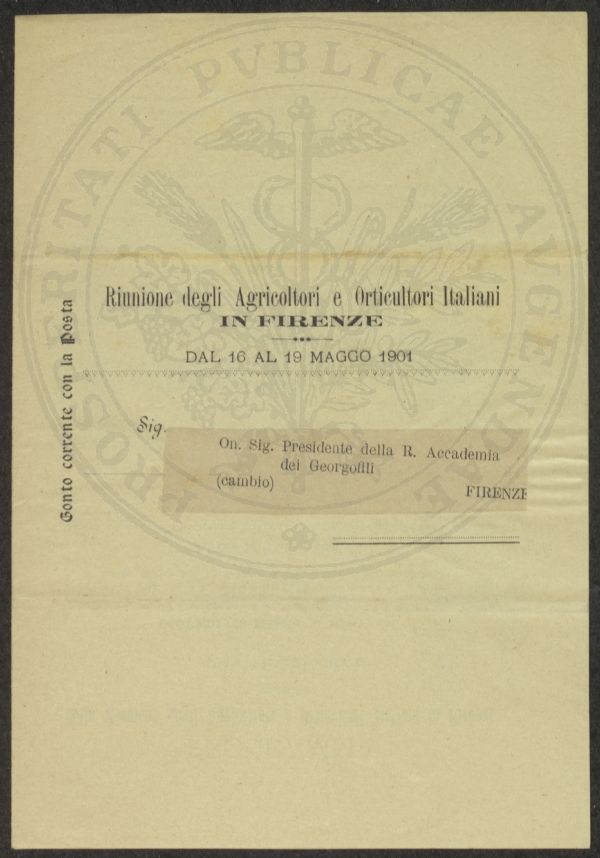 PROSPERITATI PVBLICAE AVGENDAE
Riunione degli Agricoltori e Orticultori Italiani
IN FIRENZE
DAL 16 AL 19 MAGGO 1901
Conto corrente con la Posta
Sig.
On. Sig. Presidente della R. Accademia
dei Georgofili
(cambio)
FIRENZE